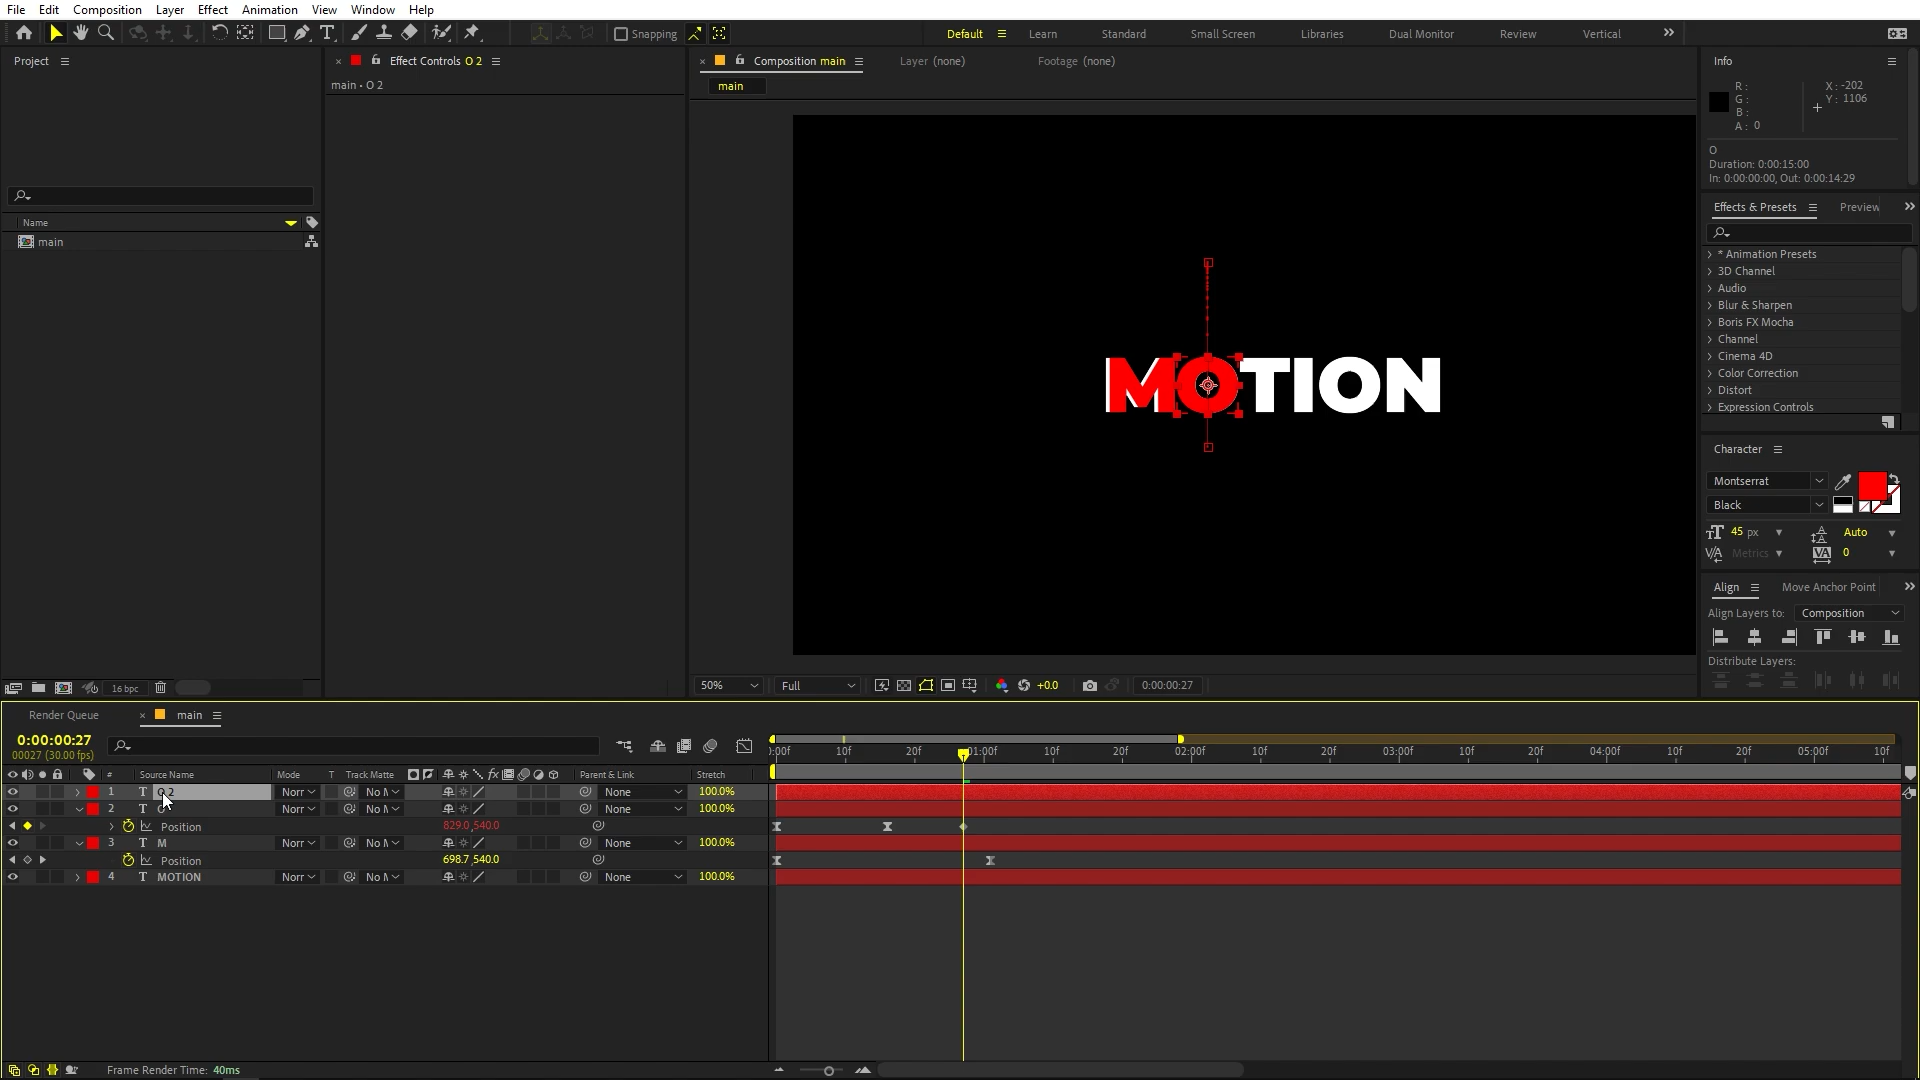 File Edit Composition Layer Effect Animation View Window Help
Snapping Default Learn Standard Small Screen Libraries Dual Monitor Review Vertical
Project
Effect Controls O 2
main • O 2
Composition main
Layer (none)
Footage (none)
main
Name
main
16 bpc
50%
Full
+0.0
0:00:00:27
MOTION
Info
R :
G :
B :
A : 0
X : -202
Y : 1106
O
Duration: 0:00:15:00
In: 0:00:00:00, Out: 0:00:14:29
Effects & Presets
Preview
* Animation Presets
3D Channel
Audio
Blur & Sharpen
Boris FX Mocha
Channel
Cinema 4D
Color Correction
Distort
Expression Controls
Character
Montserrat
Black
45 px
Auto
Metrics
0
Align
Move Anchor Point
Align Layers to: Composition
Distribute Layers:
Render Queue
main
0:00:00:27
00027 (30.00 fps)
:00f 10f 20f 01:00f 10f 20f 02:00f 10f 20f 03:00f 10f 20f 04:00f 10f 20f 05:00f 10f
# Source Name Mode T Track Matte fx Parent & Link Stretch
1 T O 2 Norr No M None 100.0%
2 T O Norr No M None 100.0%
Position 829.0,540.0
3 T M Norr No M None 100.0%
Position 698.7,540.0
4 T MOTION Norr No M None 100.0%
Frame Render Time: 40ms